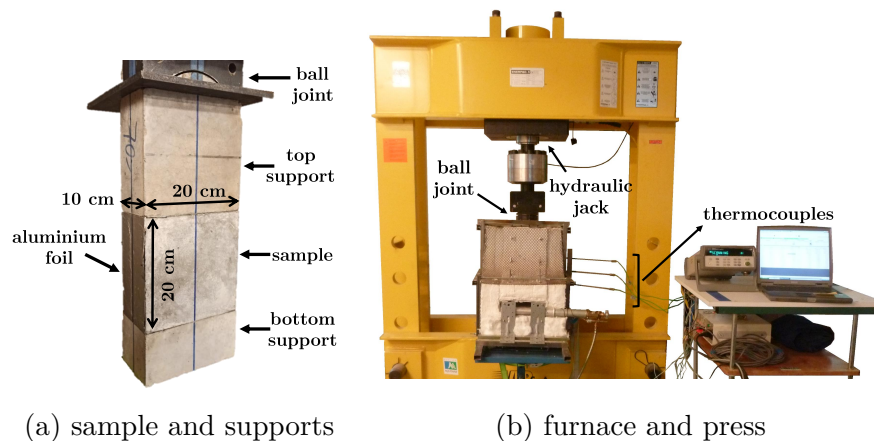 ball
joint
top
support
10 cm
20 cm
aluminium
foil
20 cm
sample
bottom
support
ball
joint
hydraulic
jack
thermocouples
(a) sample and supports
(b) furnace and press